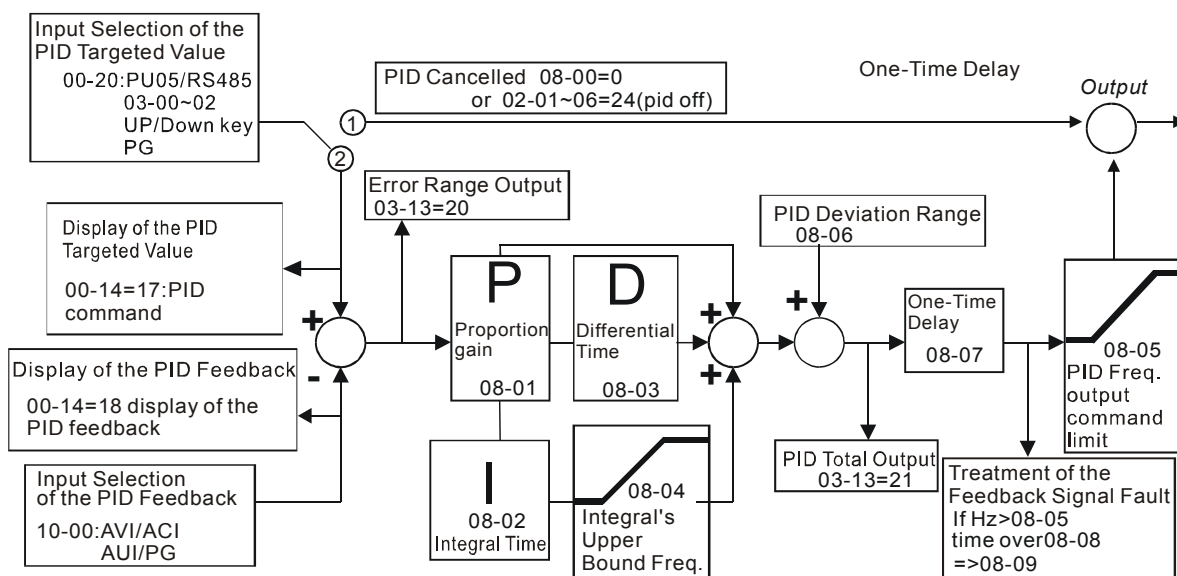 Input Selection of the
PID Targeted Value
00-20:PU05/RS485
03-00~02
UP/Down key
PG
1
2
PID Cancelled 08-00=0
or 02-01~06=24(pid off)
One-Time Delay
Output
Error Range Output
03-13=20
Display of the PID
Targeted Value
00-14=17:PID
command
PID Deviation Range
08-06
P
Proportion
gain
08-01
D
Differential
Time
08-03
One-Time
Delay
08-07
08-05
PID Freq.
output
command
limit
+
-
+
+
+
Display of the PID Feedback
00-14=18 display of the
PID feedback
Input Selection
of the PID Feedback
10-00:AVI/ACI
AUI/PG
I
08-02
Integral Time
08-04
Integral's
Upper
Bound Freq.
PID Total Output
03-13=21
Treatment of the
Feedback Signal Fault
If Hz>08-05
time over08-08
=>08-09